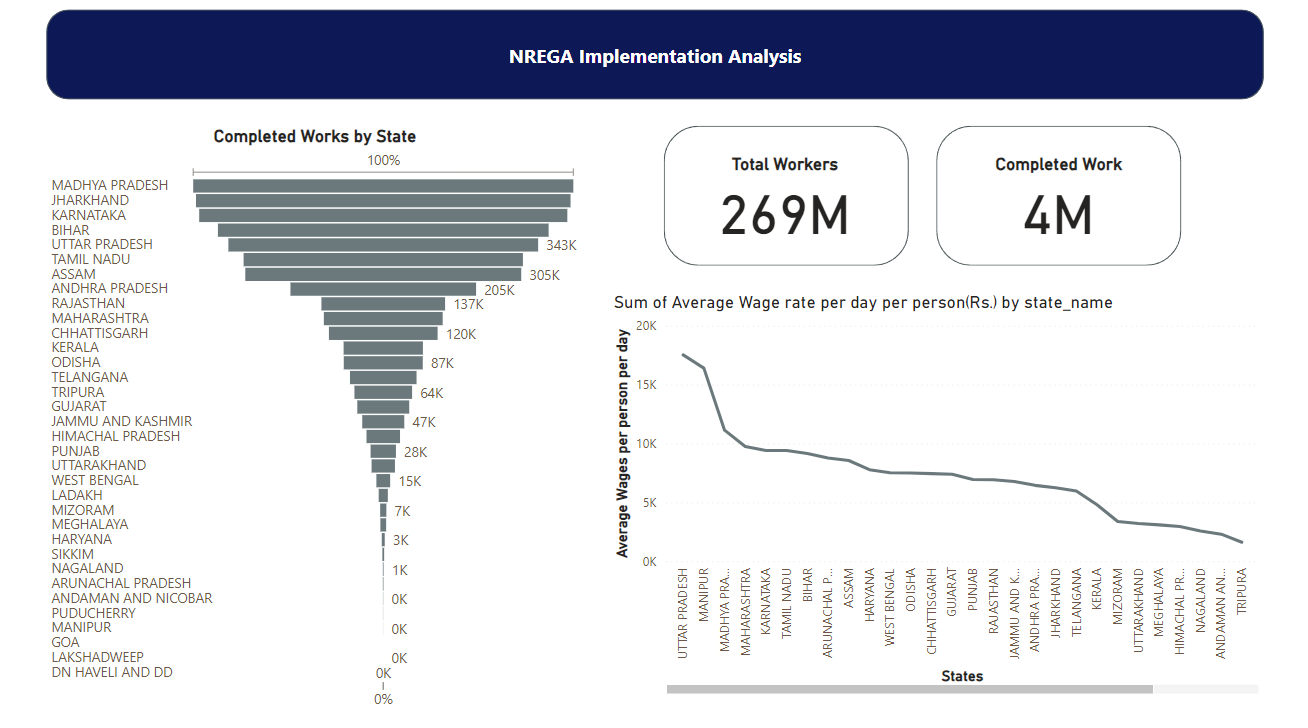 NREGA Implementation Analysis
Completed Works by State
100%
MADHYA PRADESH
JHARKHAND
KARNATAKA
BIHAR
UTTAR PRADESH 343K
TAMIL NADU
ASSAM 305K
ANDHRA PRADESH 205K
RAJASTHAN 137K
MAHARASHTRA
CHHATTISGARH 120K
KERALA
ODISHA 87K
TELANGANA
TRIPURA 64K
GUJARAT
JAMMU AND KASHMIR 47K
HIMACHAL PRADESH
PUNJAB 28K
UTTARAKHAND
WEST BENGAL 15K
LADAKH
MIZORAM 7K
MEGHALAYA
HARYANA 3K
SIKKIM
NAGALAND 1K
ARUNACHAL PRADESH
ANDAMAN AND NICOBAR 0K
PUDUCHERRY
MANIPUR 0K
GOA
LAKSHADWEEP 0K
DN HAVELI AND DD 0K
0%
Total Workers
269M
Completed Work
4M
Sum of Average Wage rate per day per person(Rs.) by state_name
Average Wages per person per day
20K
15K
10K
5K
0K
UTTAR PRADESH
MANIPUR
MADHYA PRA...
MAHARASHTRA
KARNATAKA
TAMIL NADU
BIHAR
ARUNACHAL P...
ASSAM
HARYANA
WEST BENGAL
ODISHA
CHHATTISGARH
GUJARAT
PUNJAB
RAJASTHAN
JAMMU AND K...
ANDHRA PRA...
JHARKHAND
TELANGANA
KERALA
MIZORAM
UTTARAKHAND
MEGHALAYA
HIMACHAL PR...
NAGALAND
ANDAMAN AN...
TRIPURA
States